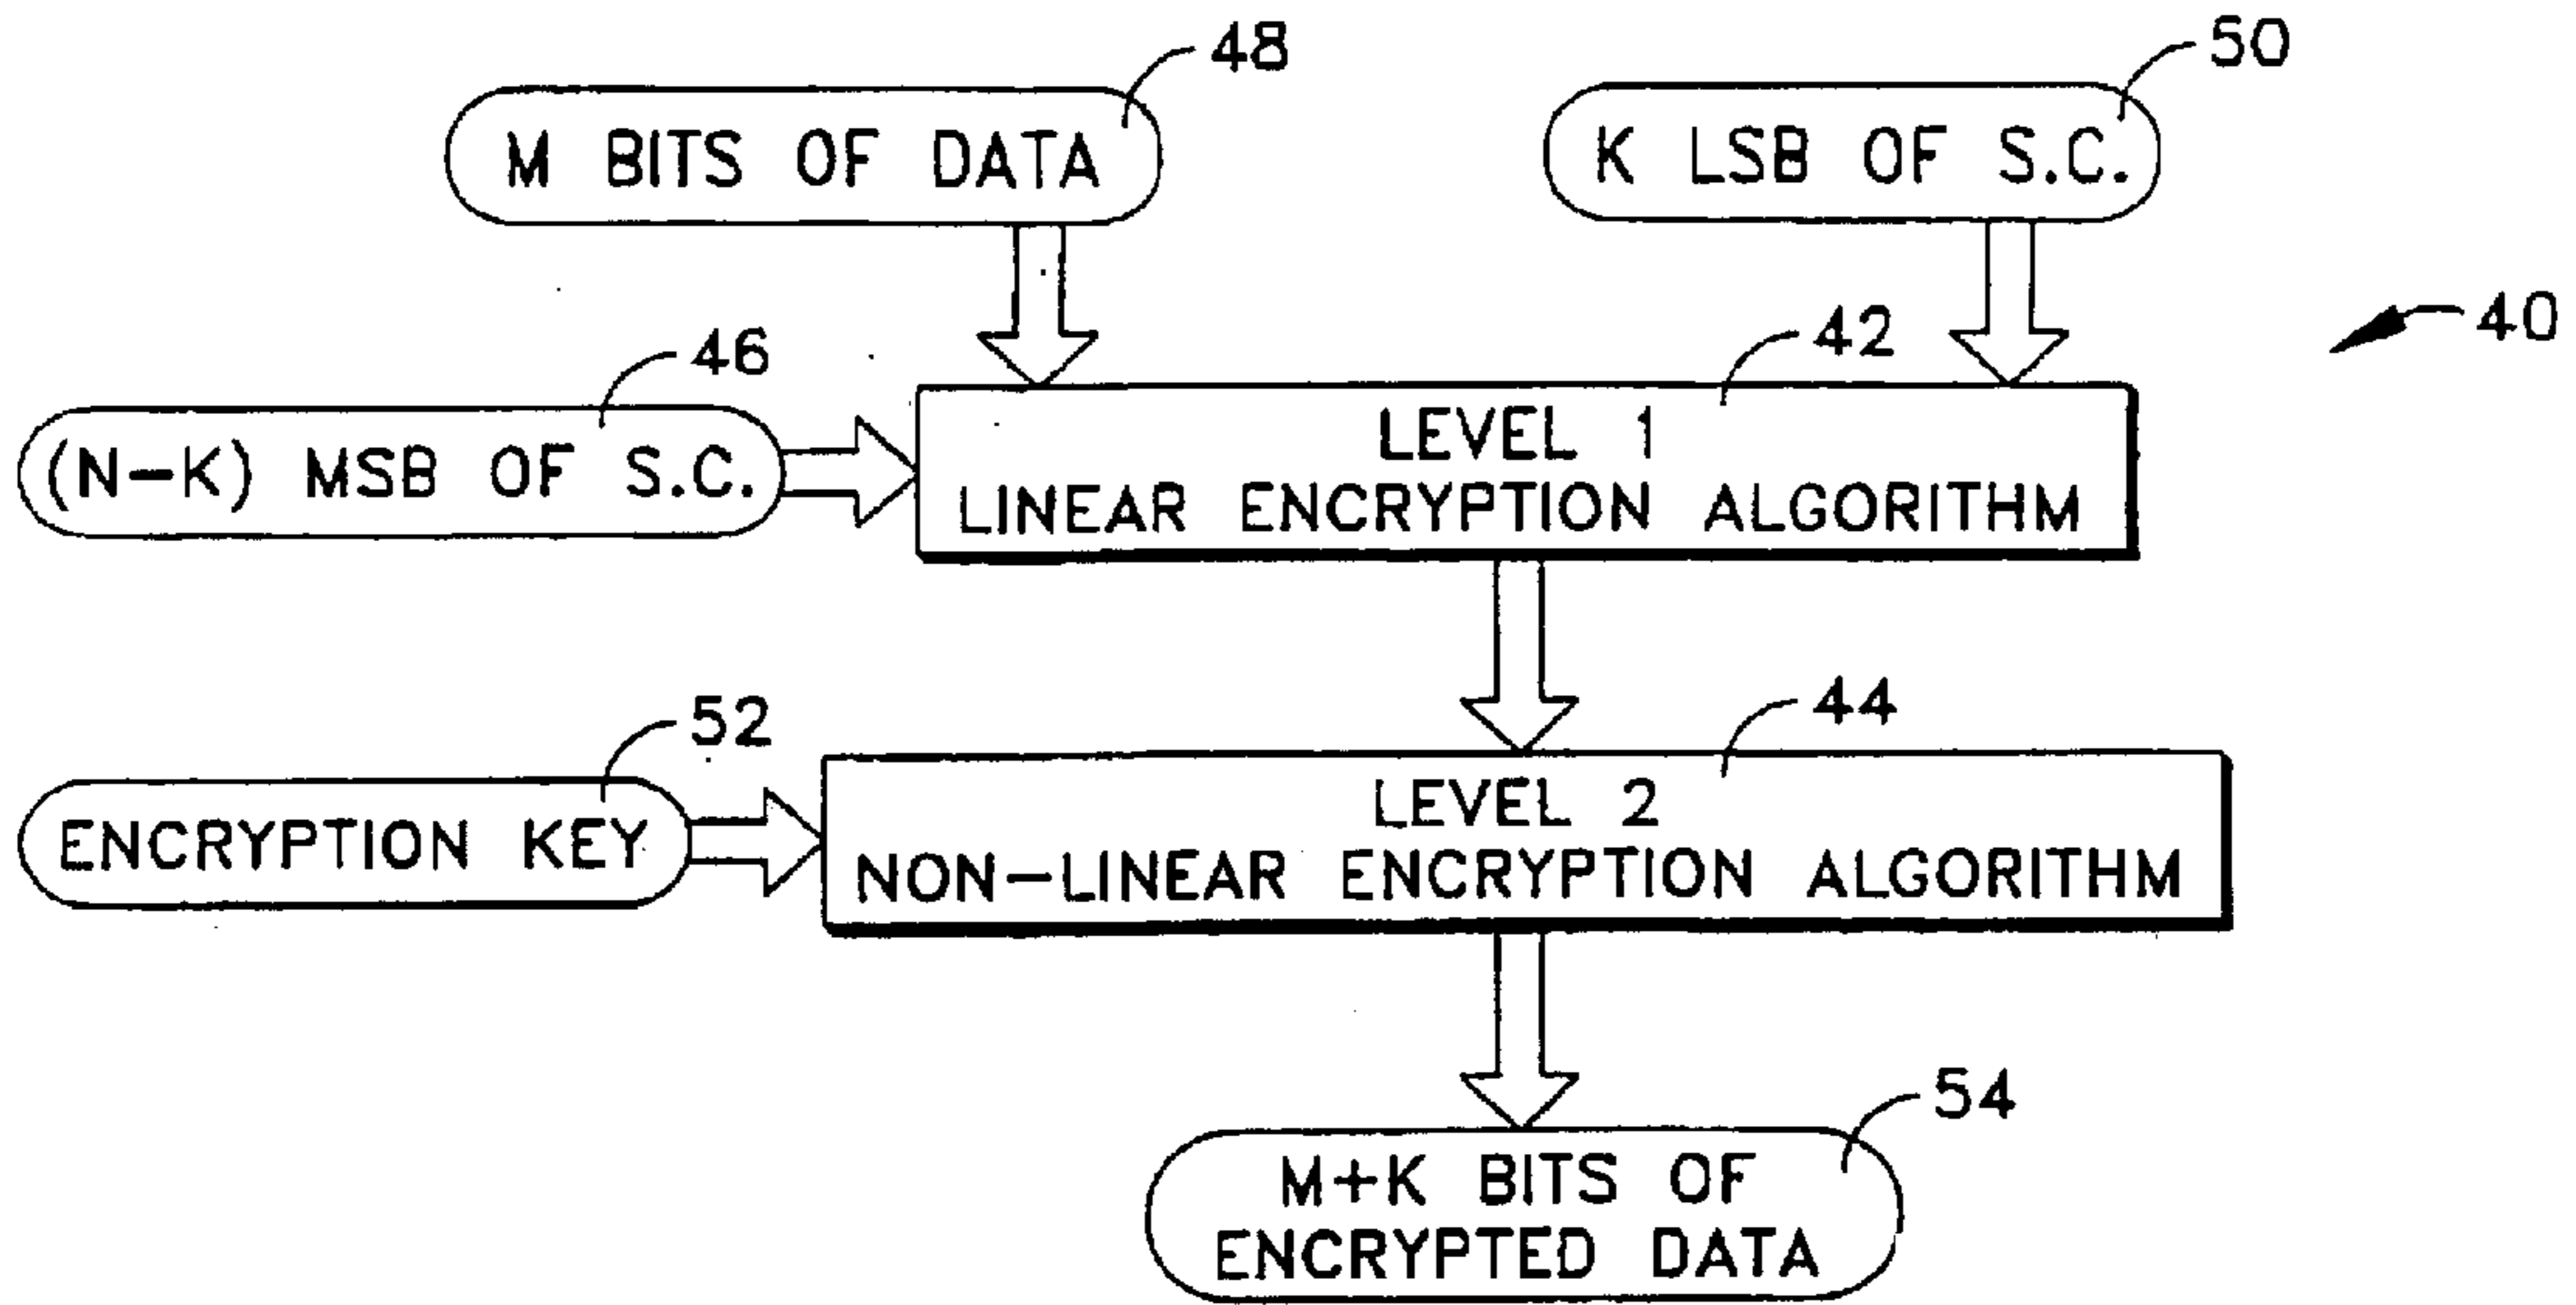 48
50
M BITS OF DATA
K LSB OF S.C.
40
46
42
(N-K) MSB OF S.C.
LEVEL 1
LINEAR ENCRYPTION ALGORITHM
52
44
ENCRYPTION KEY
LEVEL 2
NON-LINEAR ENCRYPTION ALGORITHM
54
M+K BITS OF
ENCRYPTED DATA